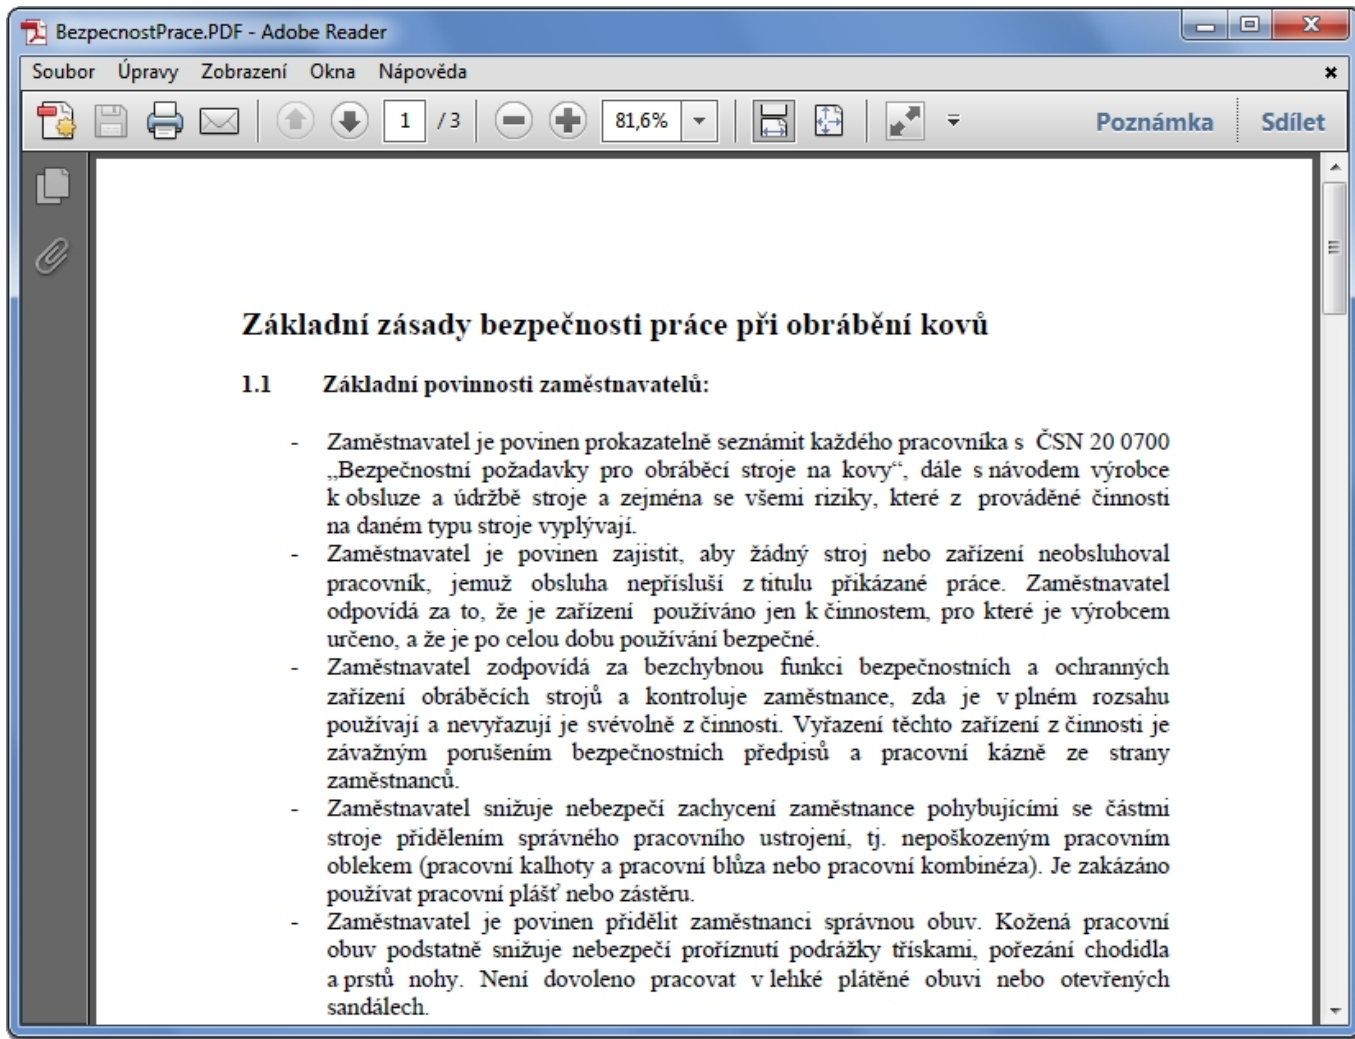 BezpecnostPrace.PDF - Adobe Reader
Soubor Úpravy Zobrazení Okna Nápověda
1 / 3 81,6% Poznámka Sdílet
Základní zásady bezpečnosti práce při obrábění kovů
1.1 Základní povinnosti zaměstnavatelů:
- Zaměstnavatel je povinen prokazatelně seznámit každého pracovníka s ČSN 20 0700
„Bezpečnostní požadavky pro obráběcí stroje na kovy“, dále s návodem výrobce
k obsluze a údržbě stroje a zejména se všemi riziky, které z prováděné činnosti
na daném typu stroje vyplývají.
- Zaměstnavatel je povinen zajistit, aby žádný stroj nebo zařízení neobsluhoval
pracovník, jemuž obsluha nepřísluší z titulu přikázané práce. Zaměstnavatel
odpovídá za to, že je zařízení používáno jen k činnostem, pro které je výrobcem
určeno, a že je po celou dobu používání bezpečné.
- Zaměstnavatel zodpovídá za bezchybnou funkci bezpečnostních a ochranných
zařízení obráběcích strojů a kontroluje zaměstnance, zda je v plném rozsahu
používají a nevyřazují je svévolně z činnosti. Vyřazení těchto zařízení z činnosti je
závažným porušením bezpečnostních předpisů a pracovní kázně ze strany
zaměstnanců.
- Zaměstnavatel snižuje nebezpečí zachycení zaměstnance pohybujícími se částmi
stroje přidělením správného pracovního ustrojení, tj. nepoškozeným pracovním
oblekem (pracovní kalhoty a pracovní blůza nebo pracovní kombinéza). Je zakázáno
používat pracovní plášť nebo zástěru.
- Zaměstnavatel je povinen přidělit zaměstnanci správnou obuv. Kožená pracovní
obuv podstatně snižuje nebezpečí proříznutí podrážky třískami, pořezání chodidla
a prstů nohy. Není dovoleno pracovat v lehké plátěné obuvi nebo otevřených
sandálech.